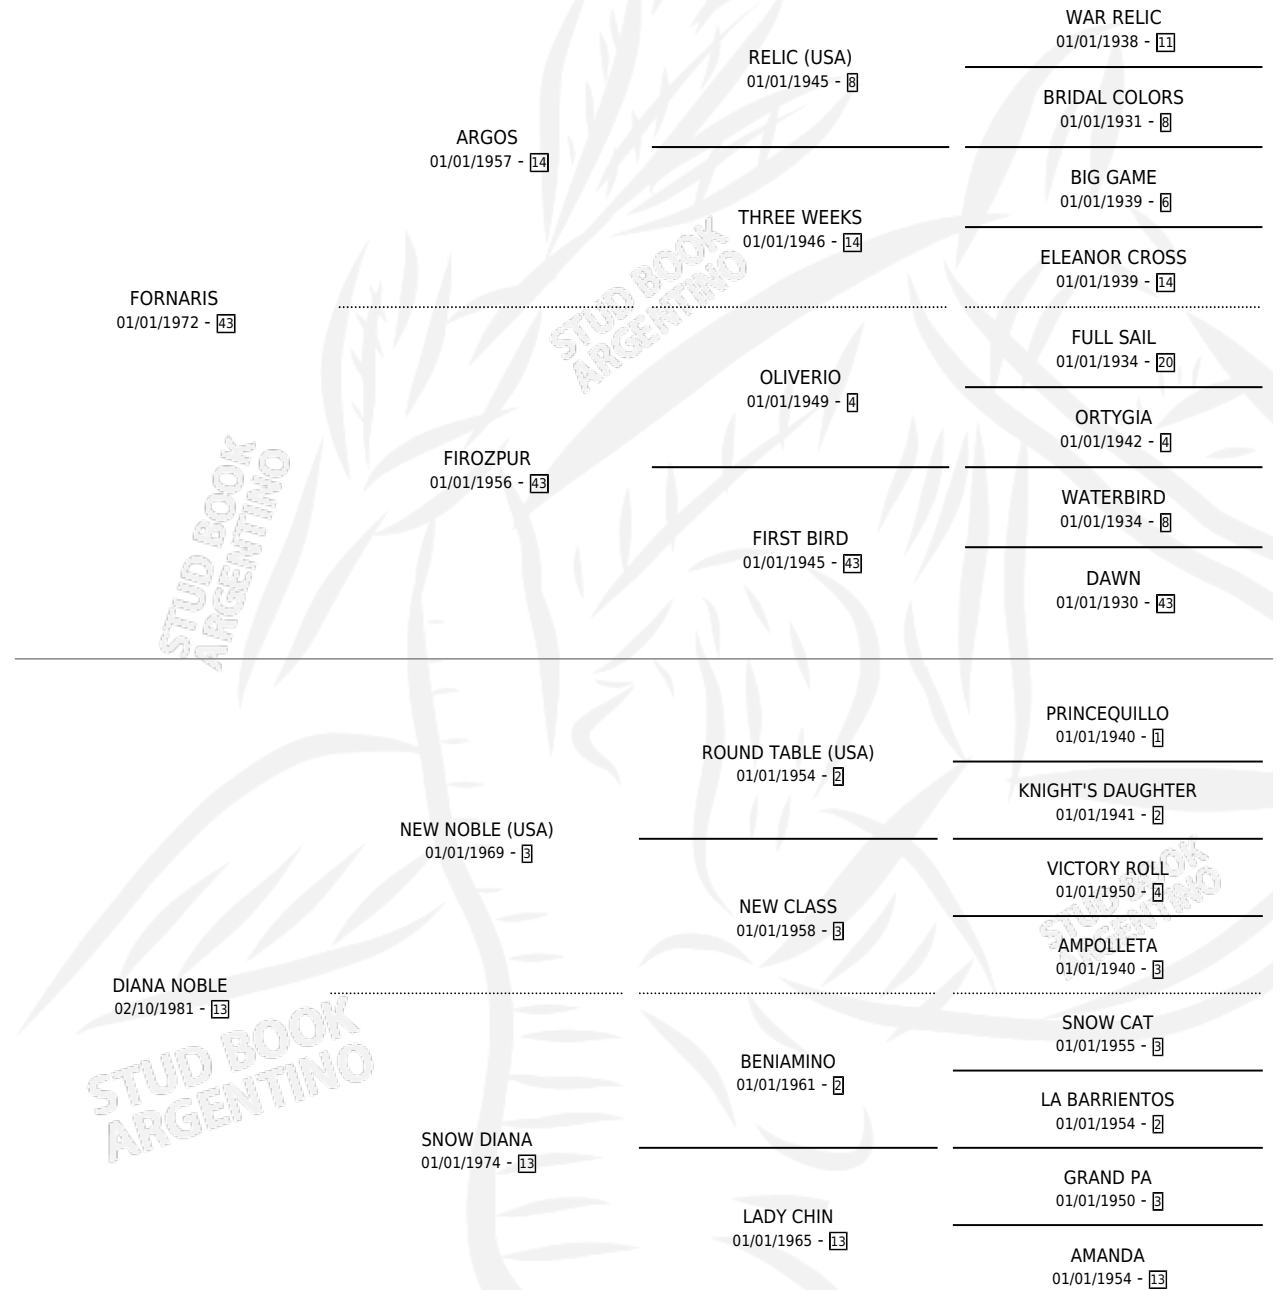 WAR RELIC
01/01/1938 - 11
RELIC (USA)
01/01/1945 - 8
BRIDAL COLORS
01/01/1931 - 8
ARGOS
01/01/1957 - 14
BIG GAME
01/01/1939 - 6
THREE WEEKS
01/01/1946 - 14
ELEANOR CROSS
01/01/1939 - 14
FORNARIS
01/01/1972 - 43
FULL SAIL
01/01/1934 - 20
OLIVERIO
01/01/1949 - 4
ORTYGIA
01/01/1942 - 4
FIROZPUR
01/01/1956 - 43
WATERBIRD
01/01/1934 - 8
FIRST BIRD
01/01/1945 - 43
DAWN
01/01/1930 - 43
STUD BOOK
ARGENTINO
STUD BOOK
ARGENTINO
PRINCEQUILLO
01/01/1940 - 1
ROUND TABLE (USA)
01/01/1954 - 2
KNIGHT'S DAUGHTER
01/01/1941 - 2
NEW NOBLE (USA)
01/01/1969 - 3
VICTORY ROLL
01/01/1950 - 4
NEW CLASS
01/01/1958 - 3
AMPOLLETA
01/01/1940 - 3
DIANA NOBLE
02/10/1981 - 13
SNOW CAT
01/01/1955 - 3
BENIAMINO
01/01/1961 - 2
LA BARRIENTOS
01/01/1954 - 2
SNOW DIANA
01/01/1974 - 13
GRAND PA
01/01/1950 - 3
LADY CHIN
01/01/1965 - 13
AMANDA
01/01/1954 - 13
STUD BOOK
ARGENTINO
STUD BOOK
ARGENTINO